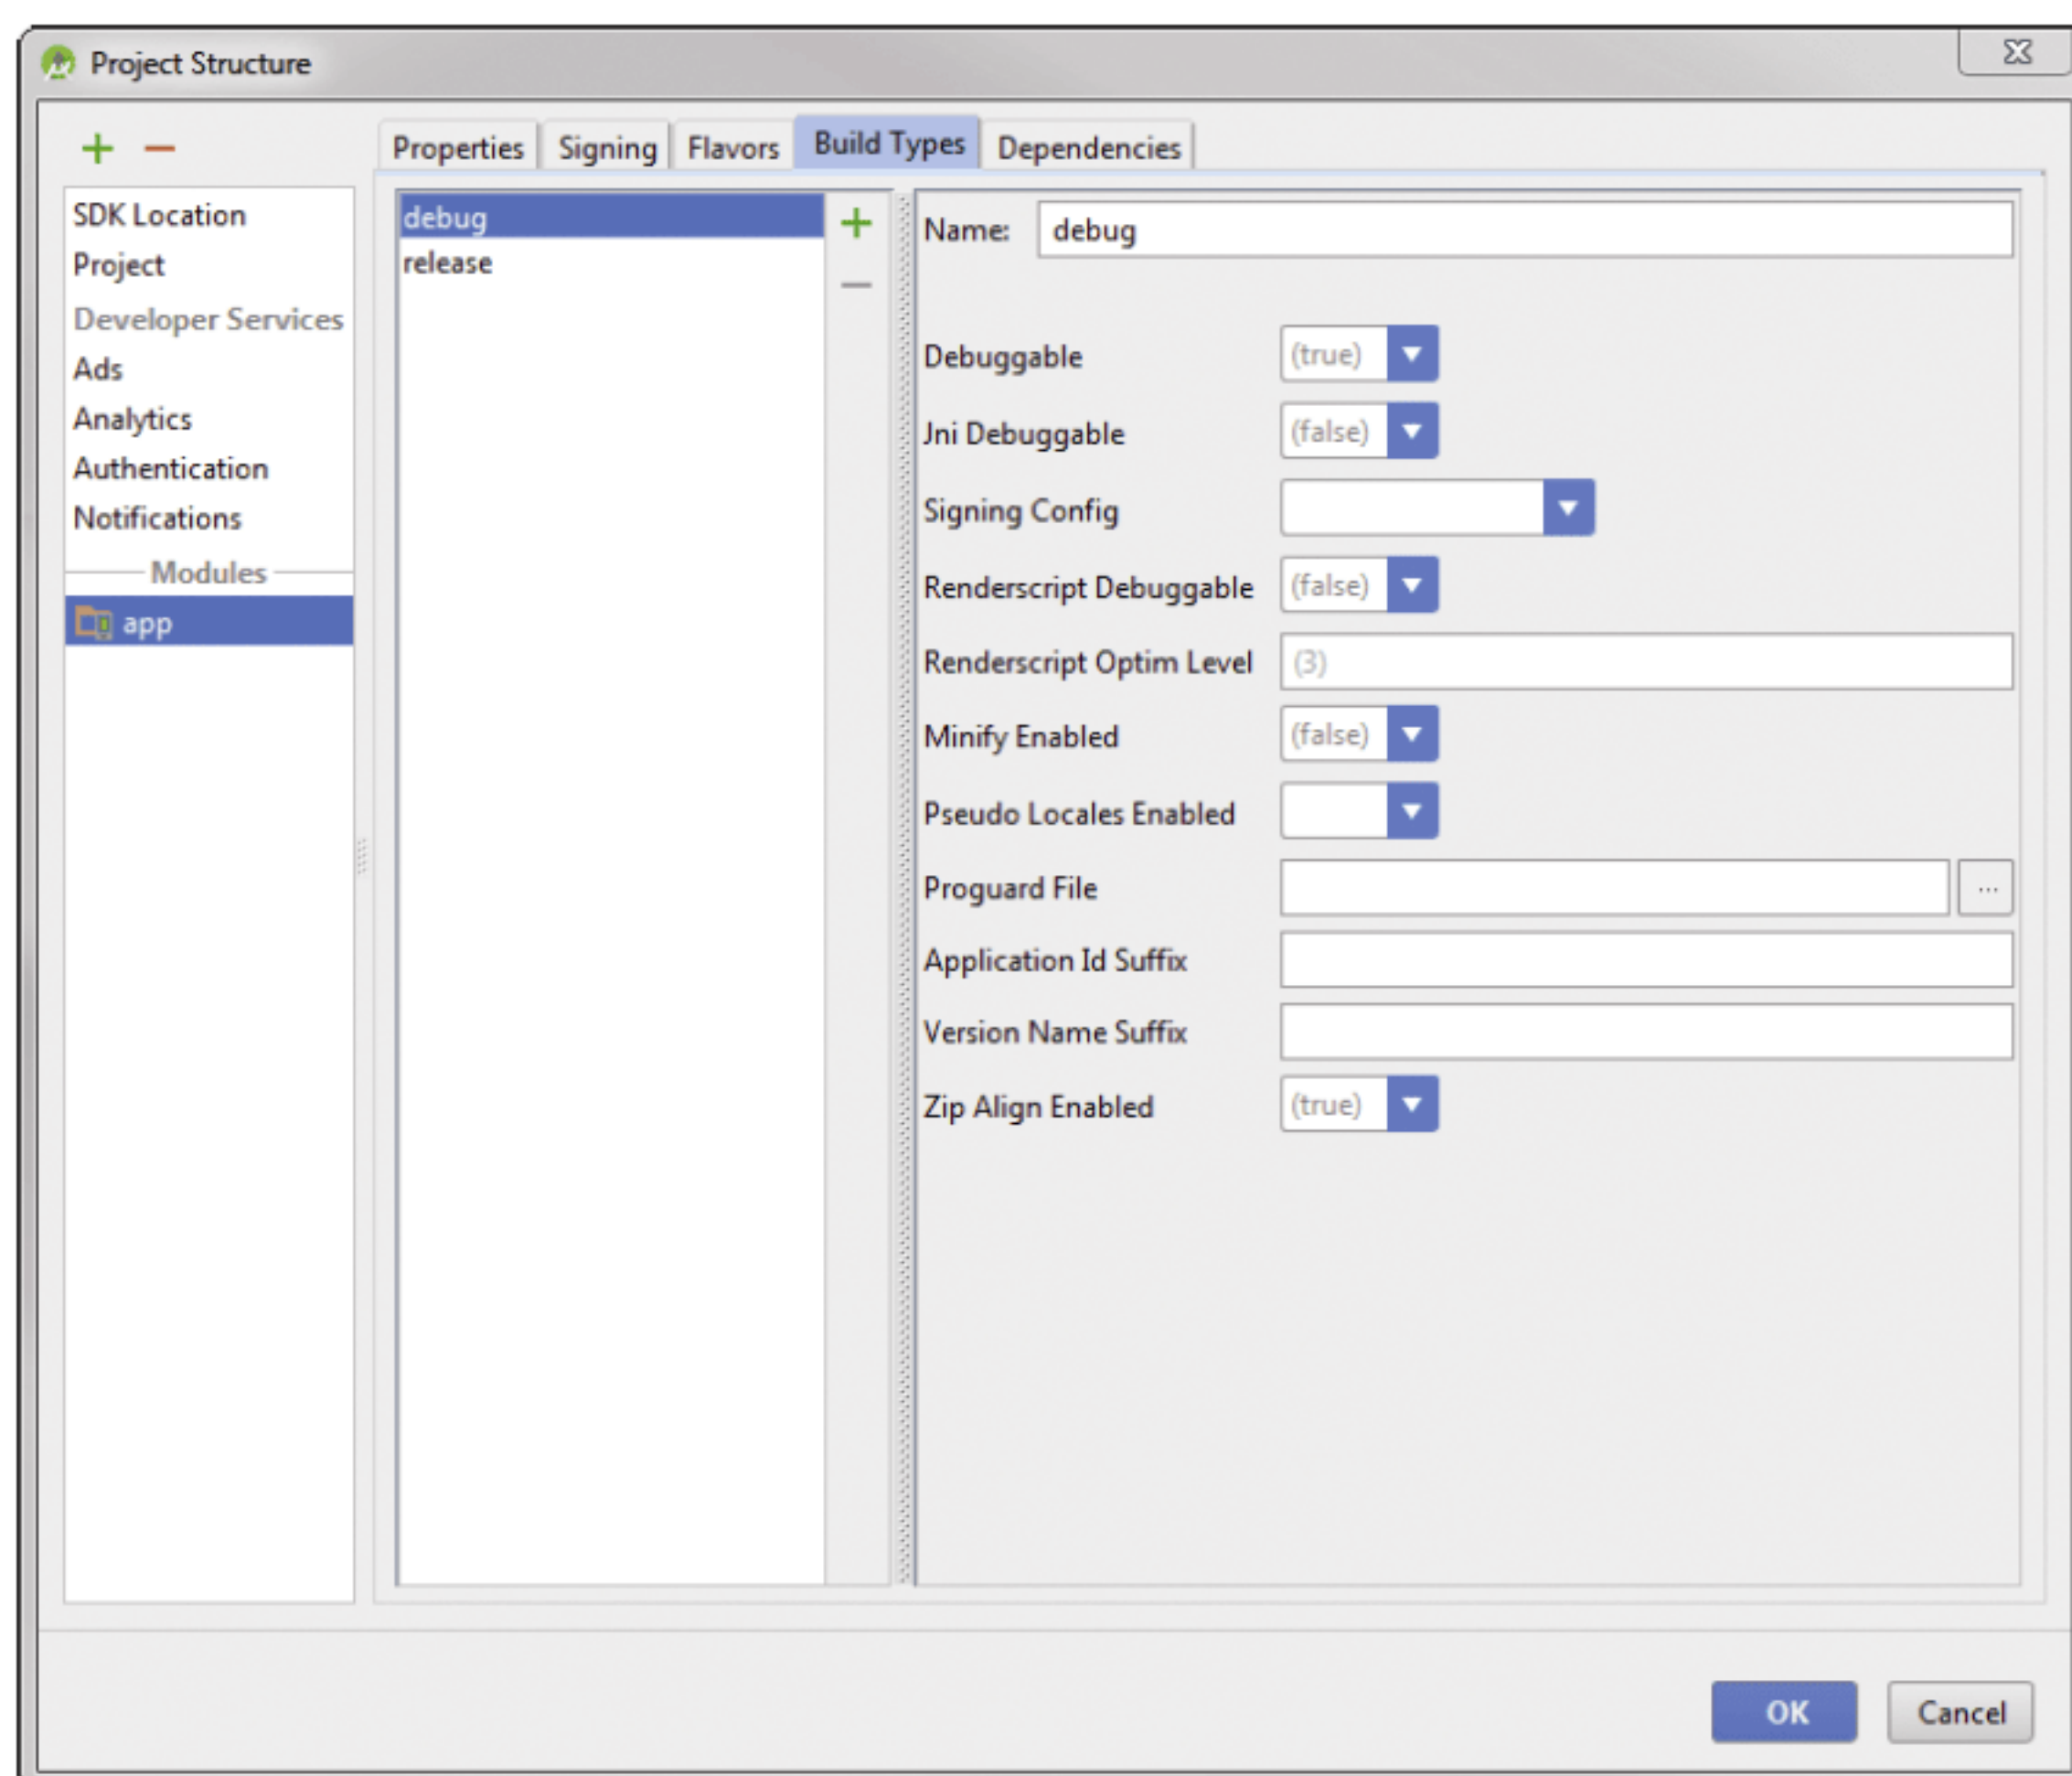 Project Structure
Properties Signing Flavors Build Types Dependencies
SDK Location
Project
Developer Services
Ads
Analytics
Authentication
Notifications
Modules
app
debug
release
Name: debug
Debuggable (true)
Jni Debuggable (false)
Signing Config
Renderscript Debuggable (false)
Renderscript Optim Level (3)
Minify Enabled (false)
Pseudo Locales Enabled
Proguard File ...
Application Id Suffix
Version Name Suffix
Zip Align Enabled (true)
OK Cancel